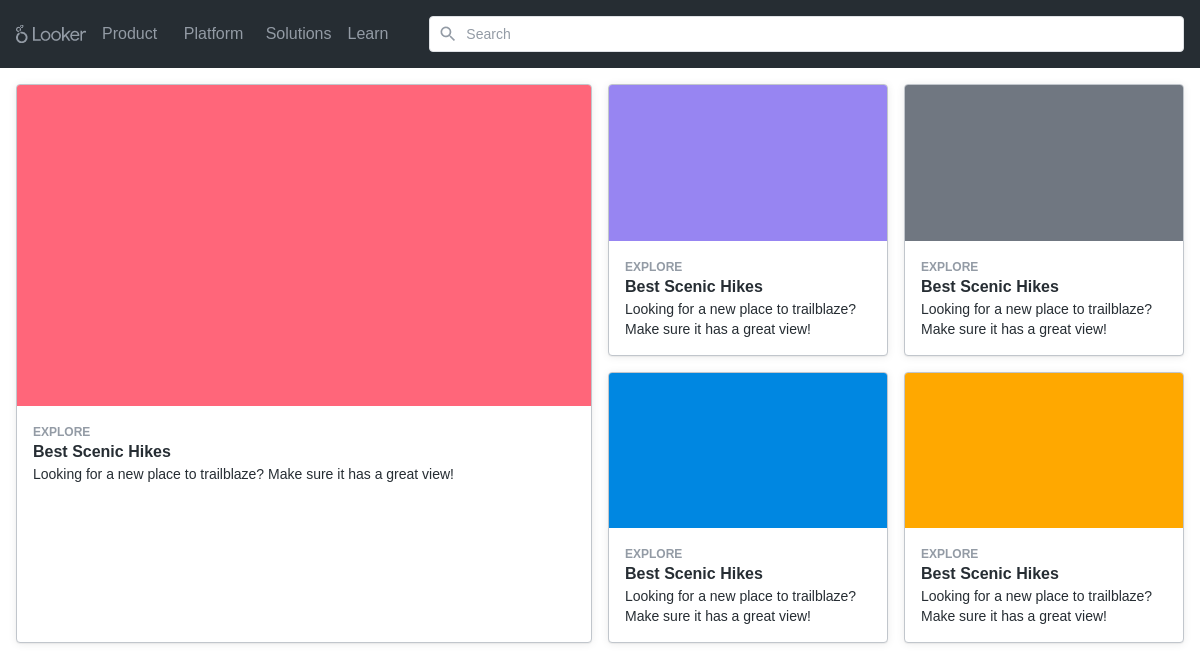 Looker Product Platform Solutions Learn Search
EXPLORE
Best Scenic Hikes
Looking for a new place to trailblaze? Make sure it has a great view!
EXPLORE
Best Scenic Hikes
Looking for a new place to trailblaze?
Make sure it has a great view!
EXPLORE
Best Scenic Hikes
Looking for a new place to trailblaze?
Make sure it has a great view!
EXPLORE
Best Scenic Hikes
Looking for a new place to trailblaze?
Make sure it has a great view!
EXPLORE
Best Scenic Hikes
Looking for a new place to trailblaze?
Make sure it has a great view!